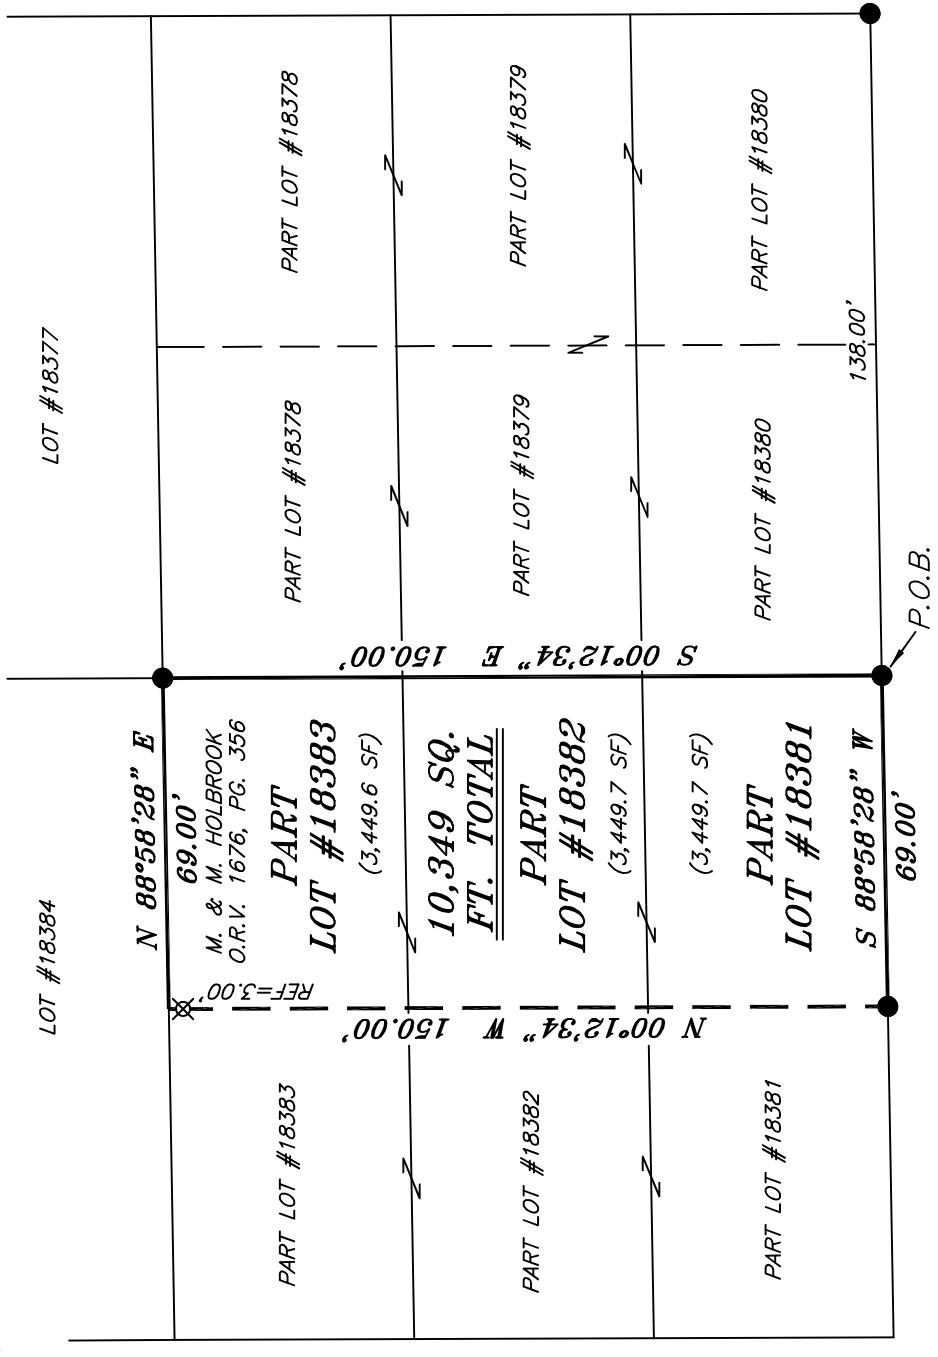 LOT #18384
LOT #18377
N 88°58'28" E
69.00'
M. & M. HOLBROOK
O.R.V. 1676, PG. 356
PART
LOT #18383
(3,449.6 SF)
10,349 SQ.
FT. TOTAL
PART
LOT #18382
(3,449.7 SF)
(3,449.7 SF)
PART
LOT #18381
S 88°58'28" W
69.00'
REF=3.00'
N 00°12'34" W 150.00'
S 00°12'34" E 150.00'
PART LOT #18383
PART LOT #18382
PART LOT #18381
PART LOT #18378
PART LOT #18379
PART LOT #18380
PART LOT #18378
PART LOT #18379
PART LOT #18380
138.00'
P.O.B.